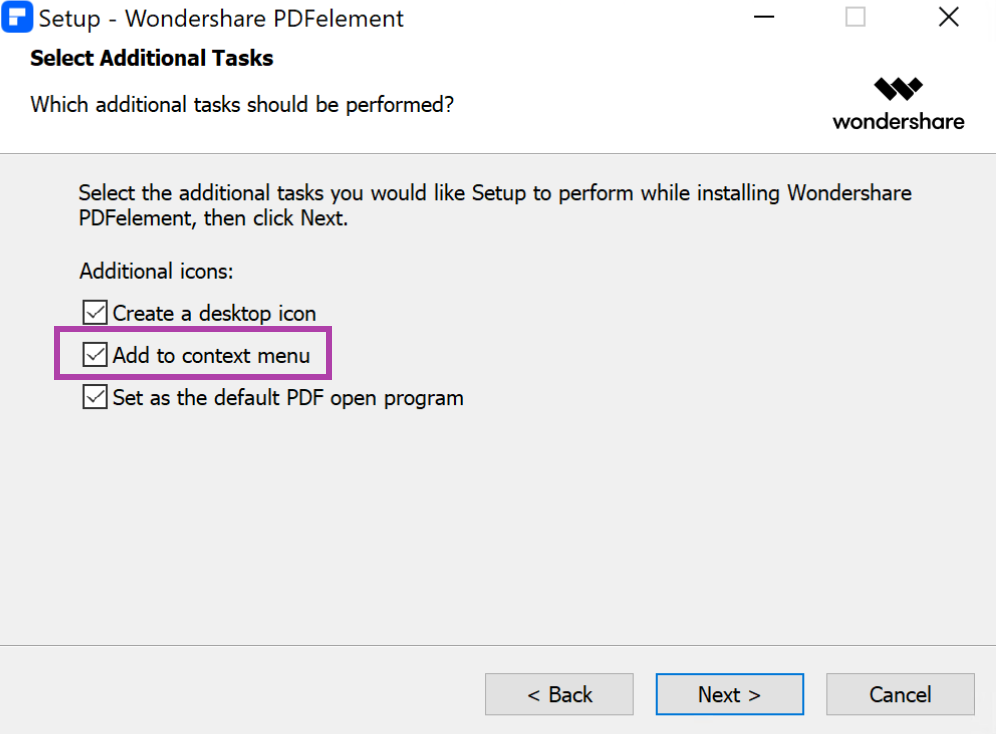 Setup - Wondershare PDFelement
Select Additional Tasks
Which additional tasks should be performed?
wondershare
Select the additional tasks you would like Setup to perform while installing Wondershare
PDFelement, then click Next.
Additional icons:
Create a desktop icon
Add to context menu
Set as the default PDF open program
< Back
Next >
Cancel